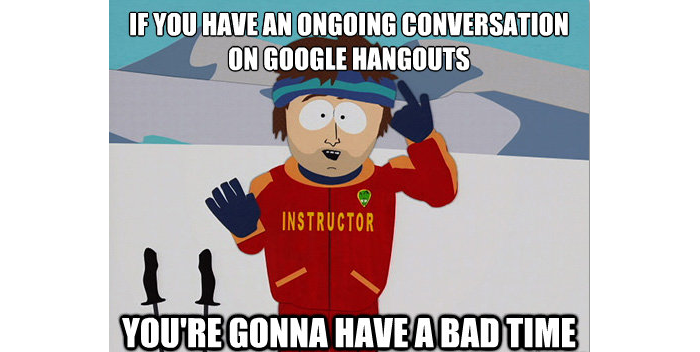 IF YOU HAVE AN ONGOING CONVERSATION
ON GOOGLE HANGOUTS
INSTRUCTOR
YOU'RE GONNA HAVE A BAD TIME